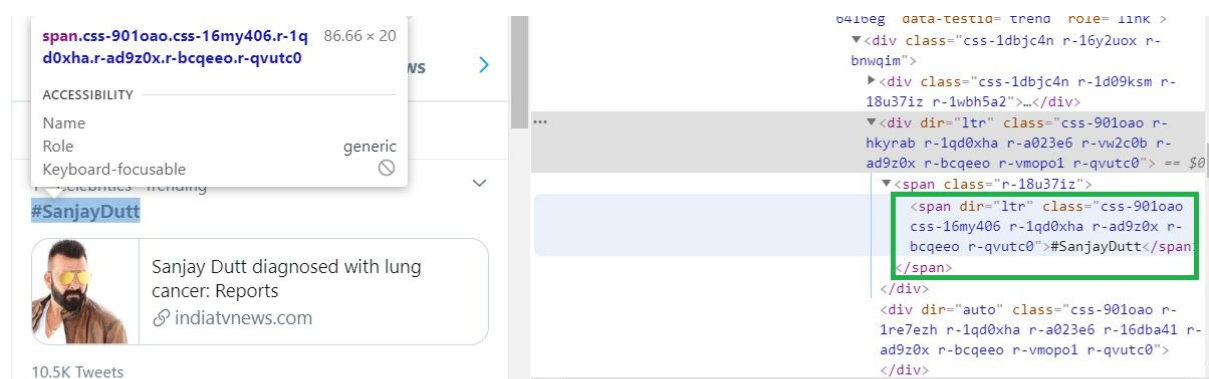 span.css-901oao.css-16my406.r-1q 86.66 × 20
d0xha.r-ad9z0x.r-bcqeeo.r-qvutc0
ACCESSIBILITY
Name
Role generic
Keyboard-focusable
Trending
#SanjayDutt
Sanjay Dutt diagnosed with lung
cancer: Reports
indiatvnews.com
10.5K Tweets
6416eg" data-testid="trend" role="link">
▼<div class="css-1dbjc4n r-16y2uox r-
bnwqim">
▶<div class="css-1dbjc4n r-1d09ksm r-
18u37iz r-1wbh5a2">…</div>
… ▼<div dir="ltr" class="css-901oao r-
hkyrab r-1qd0xha r-a023e6 r-vw2c0b r-
ad9z0x r-bcqeeo r-vmopo1 r-qvutc0"> == $0
▼<span class="r-18u37iz">
<span dir="ltr" class="css-901oao
css-16my406 r-1qd0xha r-ad9z0x r-
bcqeeo r-qvutc0">#SanjayDutt</span>
</span>
</div>
<div dir="auto" class="css-901oao r-
1re7ezh r-1qd0xha r-a023e6 r-16dba41 r-
ad9z0x r-bcqeeo r-vmopo1 r-qvutc0">
</div>